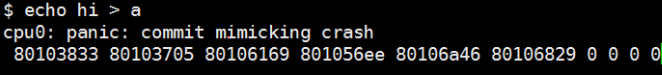 $ echo hi > a
cpu0: panic: commit mimicking crash
80103833 80103705 80106169 801056ee 80106a46 80106829 0 0 0 0